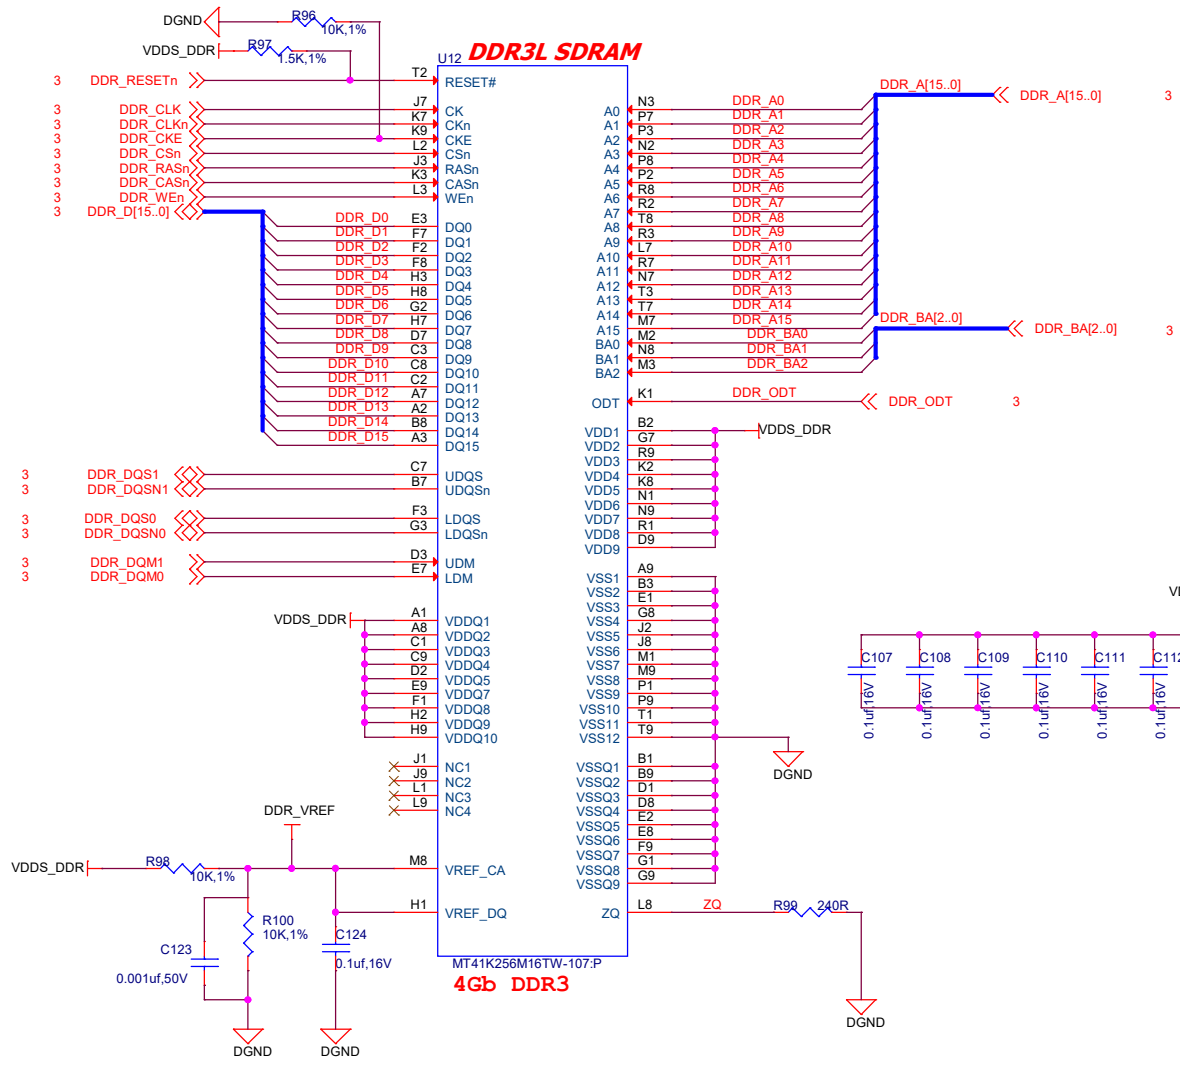 DGND
R96
10K,1%
VDDS_DDR
R97
1.5K,1%
DDR3L SDRAM
U12
3 DDR_RESETn T2 RESET#
3 DDR_CLK J7 CK
3 DDR_CLKn K7 CKn
3 DDR_CKE K9 CKE
3 DDR_CSn L2 CSn
3 DDR_RASn J3 RASn
3 DDR_CASn K3 CASn
3 DDR_WEn L3 WEn
3 DDR_D[15..0]
DDR_D0 E3 DQ0
DDR_D1 F7 DQ1
DDR_D2 F2 DQ2
DDR_D3 F8 DQ3
DDR_D4 H3 DQ4
DDR_D5 H8 DQ5
DDR_D6 G2 DQ6
DDR_D7 H7 DQ7
DDR_D8 D7 DQ8
DDR_D9 C3 DQ9
DDR_D10 C8 DQ10
DDR_D11 C2 DQ11
DDR_D12 A7 DQ12
DDR_D13 A2 DQ13
DDR_D14 B8 DQ14
DDR_D15 A3 DQ15
3 DDR_DQS1 C7 UDQS
3 DDR_DQSN1 B7 UDQSn
3 DDR_DQS0 F3 LDQS
3 DDR_DQSN0 G3 LDQSn
3 DDR_DQM1 D3 UDM
3 DDR_DQM0 E7 LDM
VDDS_DDR A1 VDDQ1
A8 VDDQ2
C1 VDDQ3
C9 VDDQ4
D2 VDDQ5
E9 VDDQ7
F1 VDDQ8
H2 VDDQ9
H9 VDDQ10
J1 NC1
J9 NC2
L1 NC3
L9 NC4
DDR_VREF
VDDS_DDR
R98
10K,1%
M8 VREF_CA
H1 VREF_DQ
R100
10K,1%
C123
0.001uf,50V
C124
0.1uf,16V
DGND
DGND
A0 N3 DDR_A0
A1 P7 DDR_A1
A2 P3 DDR_A2
A3 N2 DDR_A3
A4 P8 DDR_A4
A5 P2 DDR_A5
A6 R8 DDR_A6
A7 R2 DDR_A7
A8 T8 DDR_A8
A9 R3 DDR_A9
A10 L7 DDR_A10
A11 R7 DDR_A11
A12 N7 DDR_A12
A13 T3 DDR_A13
A14 T7 DDR_A14
A15 M7 DDR_A15
BA0 M2 DDR_BA0
BA1 N8 DDR_BA1
BA2 M3 DDR_BA2
DDR_A[15..0]
DDR_A[15..0] 3
DDR_BA[2..0]
DDR_BA[2..0] 3
ODT K1 DDR_ODT DDR_ODT 3
VDD1 B2 VDDS_DDR
VDD2 G7
VDD3 R9
VDD4 K2
VDD5 K8
VDD6 N1
VDD7 N9
VDD8 R1
VDD9 D9
VSS1 A9
VSS2 B3
VSS3 E1
VSS4 G8
VSS5 J2
VSS6 J8
VSS7 M1
VSS8 M9
VSS9 P1
VSS10 P9
VSS11 T1
VSS12 T9
DGND
VSSQ1 B1
VSSQ2 B9
VSSQ3 D1
VSSQ4 D8
VSSQ5 E2
VSSQ6 E8
VSSQ7 F9
VSSQ8 G1
VSSQ9 G9
ZQ L8 ZQ R99 240R
DGND
MT41K256M16TW-107:P
4Gb DDR3
C107 C108 C109 C110 C111 C112
0.1uf,16V 0.1uf,16V 0.1uf,16V 0.1uf,16V 0.1uf,16V 0.1uf,16V